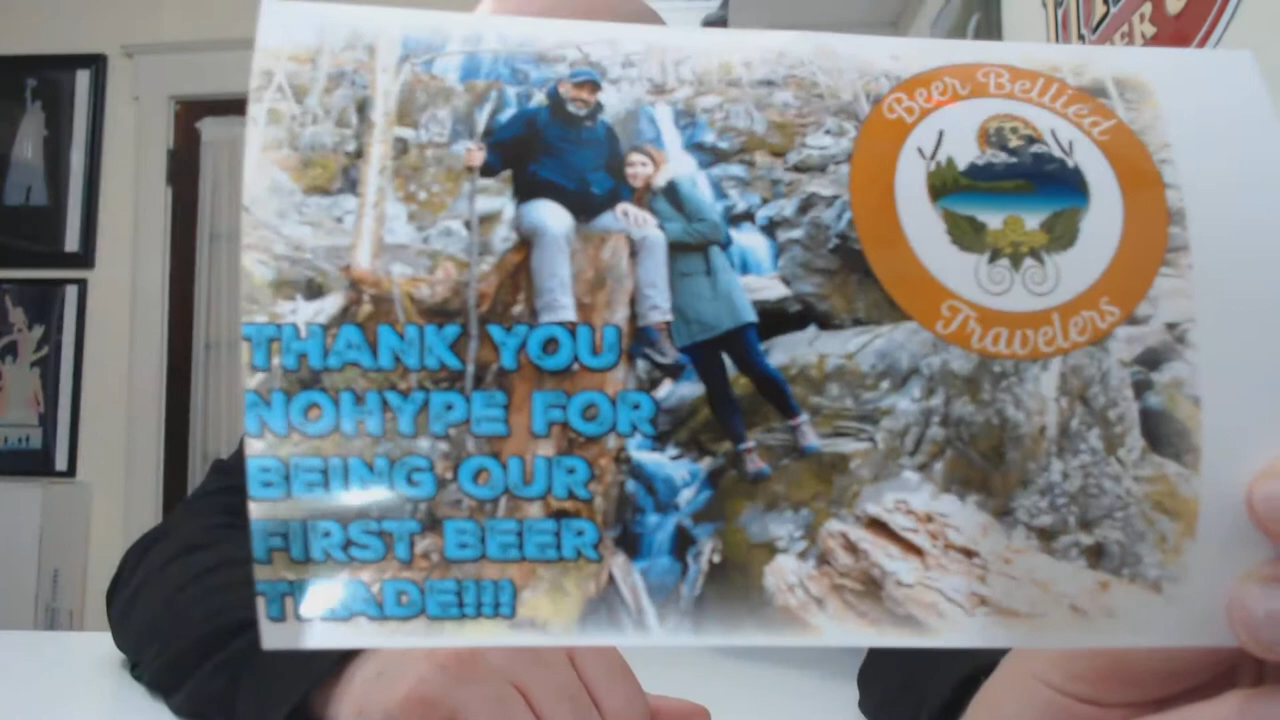 Beer Bellied
Travelers
THANK YOU
NOHYPE FOR
BEING OUR
FIRST BEER
TRADE!!!